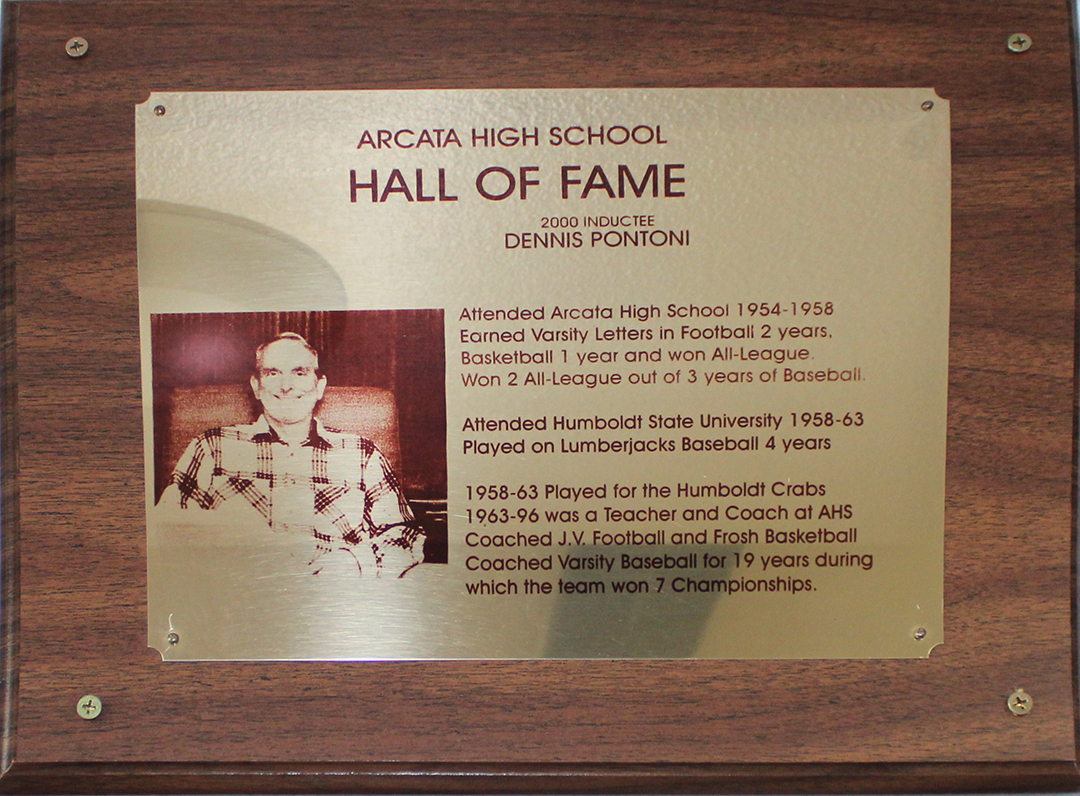 ARCATA HIGH SCHOOL
HALL OF FAME
2000 INDUCTEE
DENNIS PONTONI
Attended Arcata High School 1954-1958
Earned Varsity Letters in Football 2 years,
Basketball 1 year and won All-League.
Won 2 All-League out of 3 years of Baseball.
Attended Humboldt State University 1958-63
Played on Lumberjacks Baseball 4 years
1958-63 Played for the Humboldt Crabs
1963-96 was a Teacher and Coach at AHS
Coached J.V. Football and Frosh Basketball
Coached Varsity Baseball for 19 years during
which the team won 7 Championships.